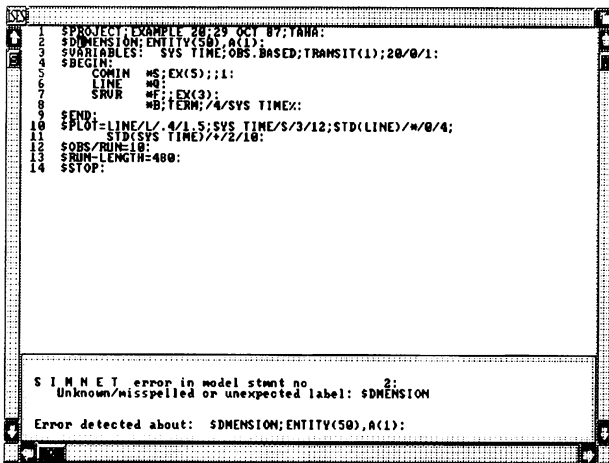 1 $PROJECT;EXAMPLE 20;29 OCT 87;TAHA:
2 $DIMENSION;ENTITY(50),A(1):
3 $VARIABLES: SYS TIME;OBS.BASED;TRANSIT(1);20/0/1:
4 $BEGIN:
5 COMIN *S;EX(5);;1:
6 LINE *Q:
7 SRVR *F;;EX(3):
8 *B;TERM;/4/SYS TIME%:
9 $END:
10 $PLOT=LINE/L/.4/1.5;SYS TIME/S/3/12;STD(LINE)/*/0/4;
11 STD(SYS TIME)/+/2/10:
12 $OBS/RUN=10:
13 $RUN-LENGTH=480:
14 $STOP:
S I M N E T error in model stmnt no 2:
Unknown/misspelled or unexpected label: $DMENSION
Error detected about: $DMENSION;ENTITY(50),A(1):